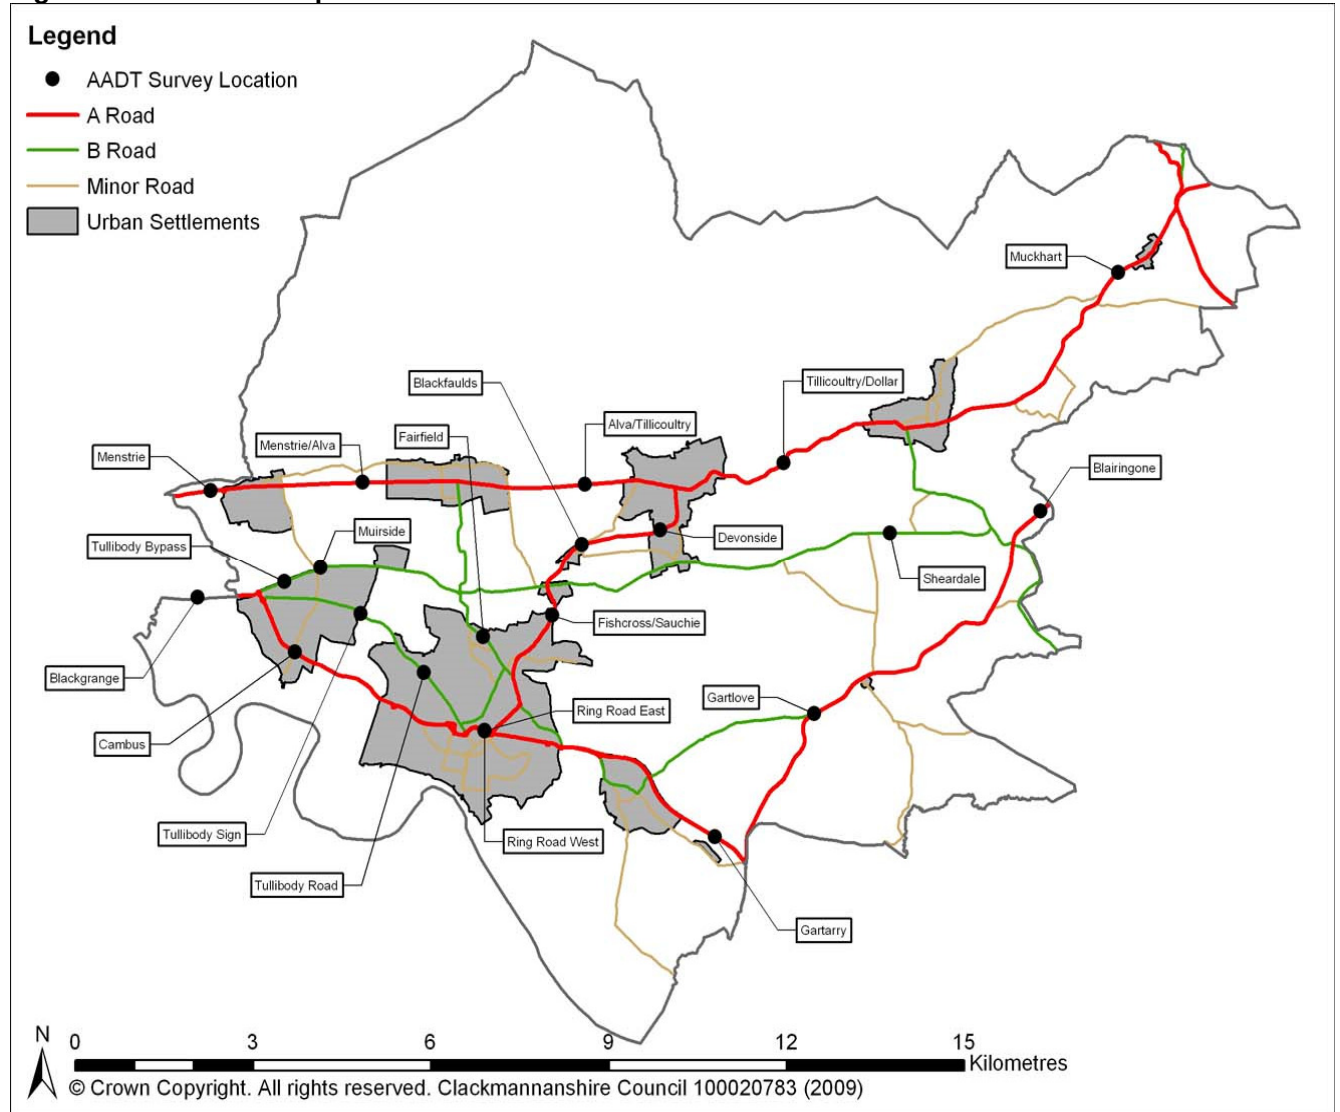 Legend
AADT Survey Location
A Road
B Road
Minor Road
Urban Settlements
Muckhart
Blackfaulds
Tillicoultry/Dollar
Alva/Tillicoultry
Fairfield
Menstrie/Alva
Menstrie
Blairingone
Muirside
Tullibody Bypass
Devonside
Sheardale
Fishcross/Sauchie
Blackgrange
Gartlove
Ring Road East
Cambus
Tullibody Sign
Ring Road West
Tullibody Road
Gartarry
N
0 3 6 9 12 15
Kilometres
© Crown Copyright. All rights reserved. Clackmannanshire Council 100020783 (2009)